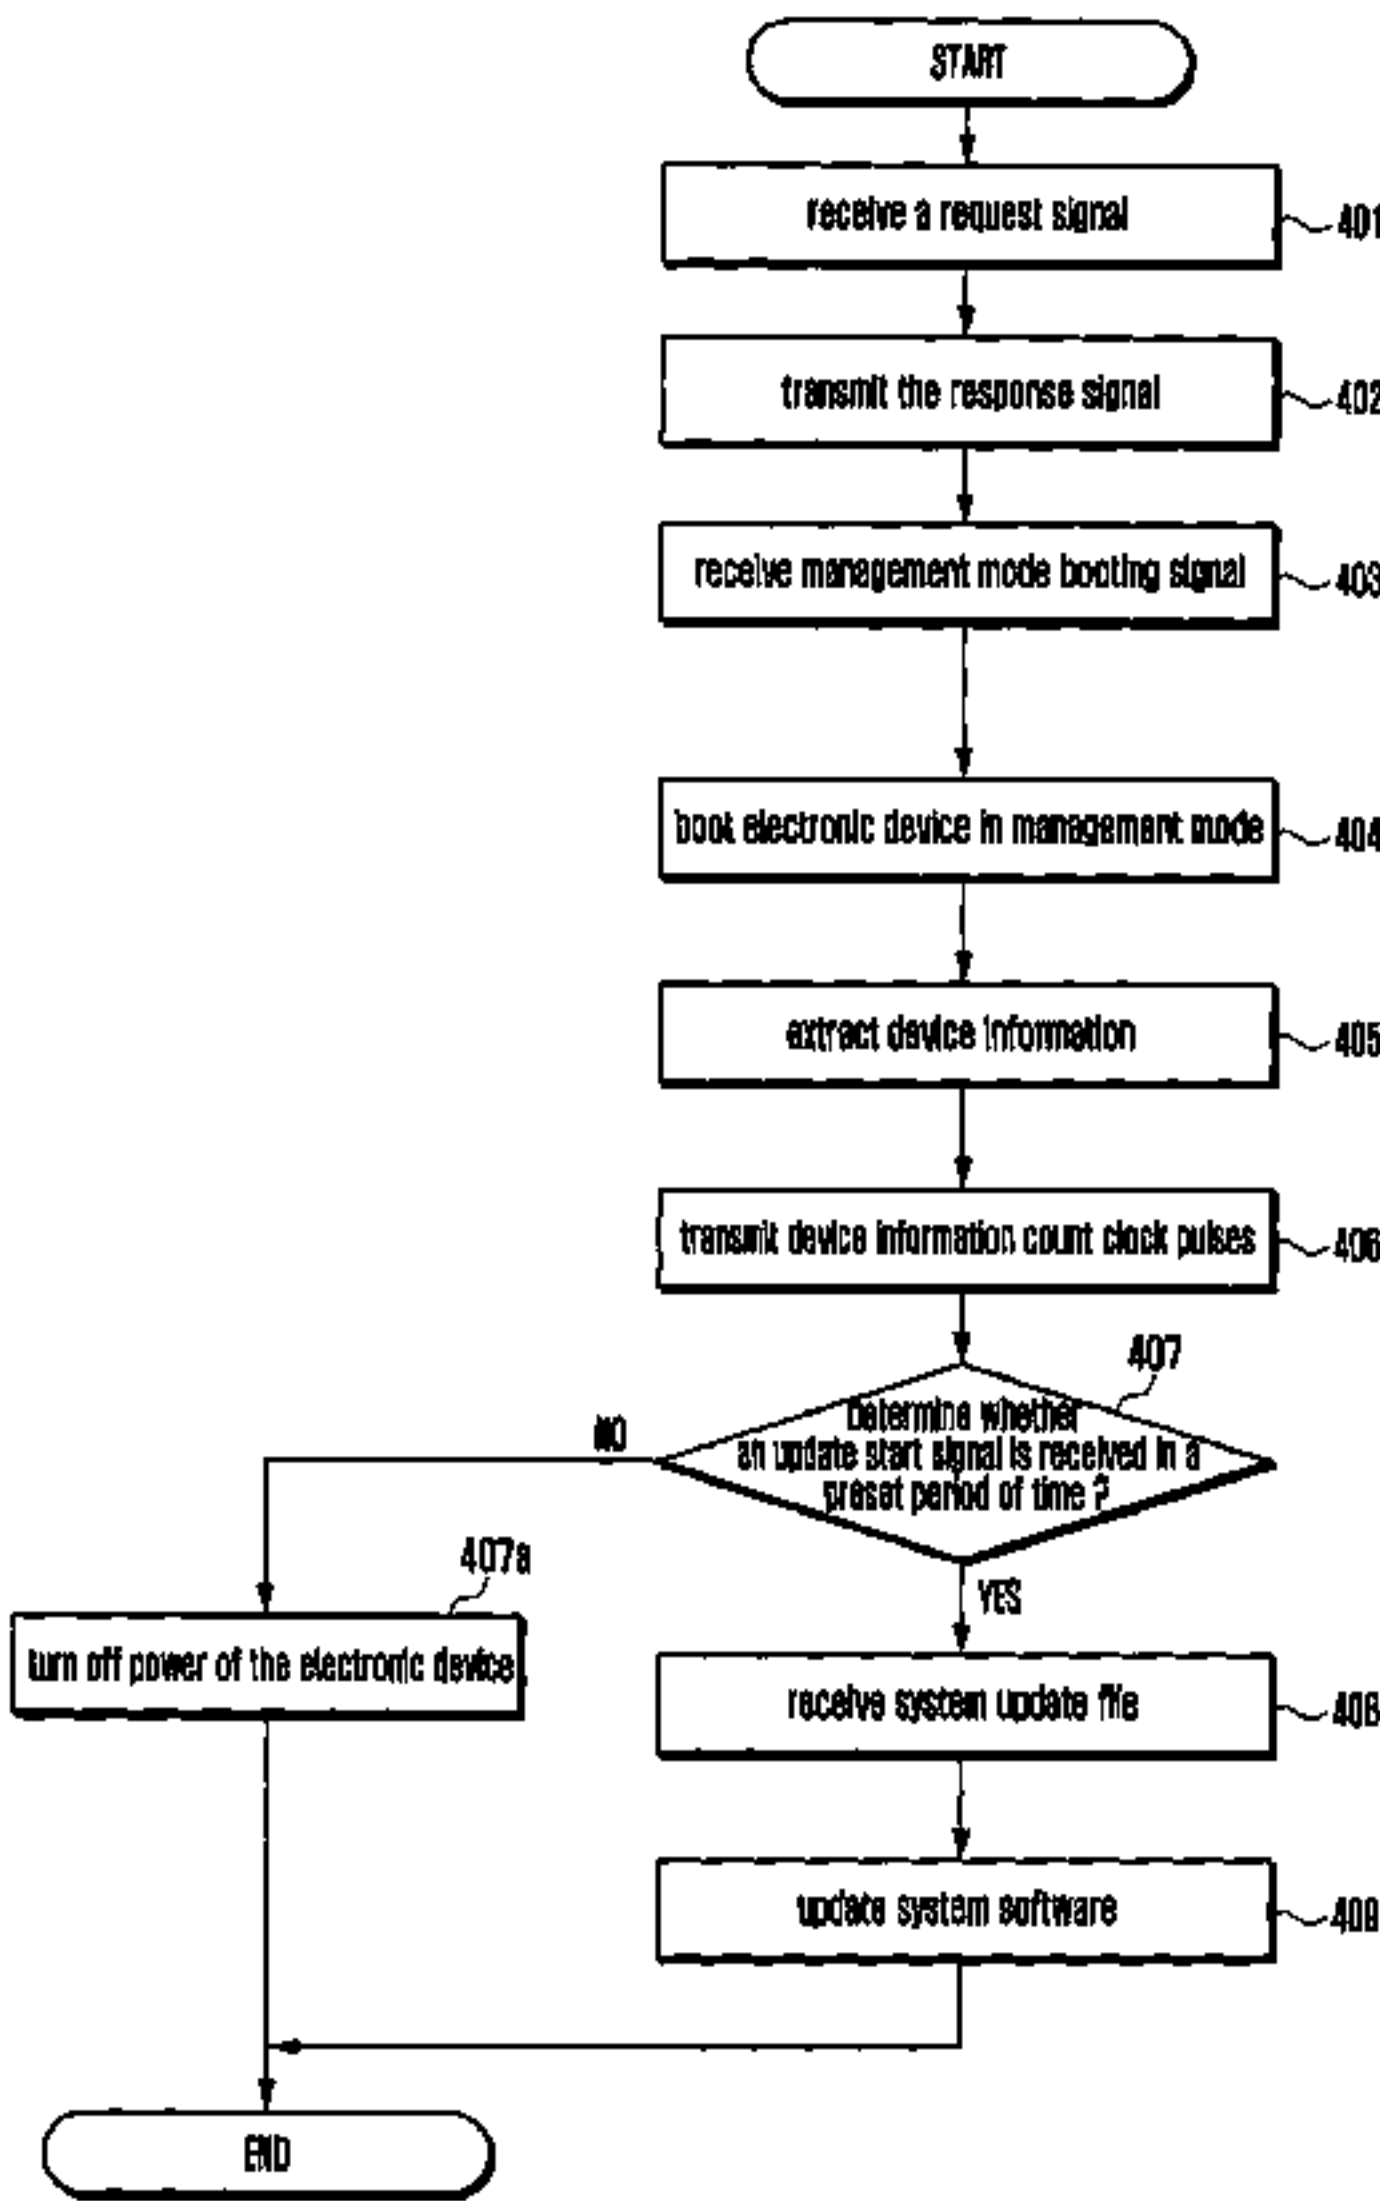 START
receive a request signal
401
transmit the response signal
402
receive management mode booting signal
403
boot electronic device in management mode
404
extract device information
405
transmit device information count clock pulses
406
407
Determine whether
an update start signal is received in a
preset period of time ?
NO
YES
407a
turn off power of the electronic device
receive system update file
408
update system software
409
END